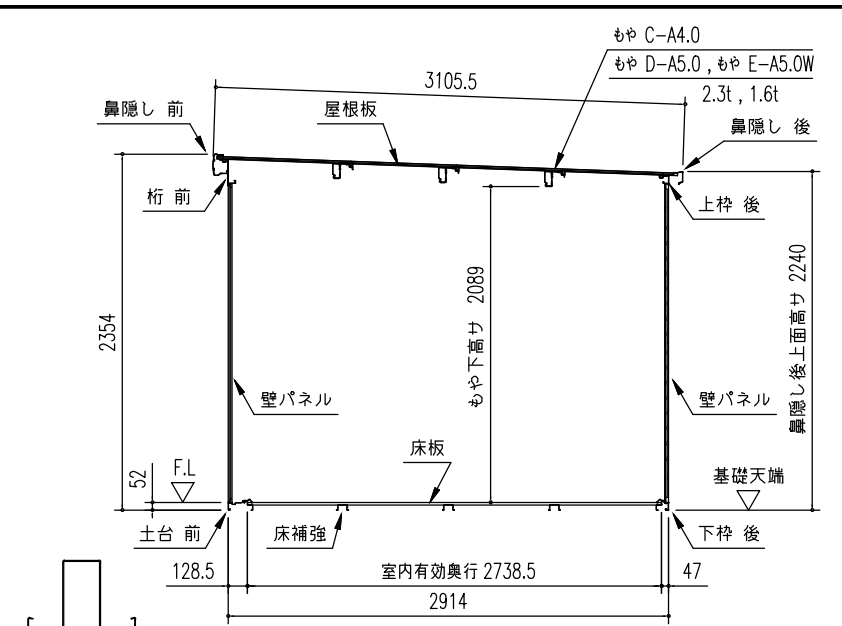 もや C-A4.0
もや D-A5.0 , もや E-A5.0W
2.3t , 1.6t
3105.5
鼻隠し 前
屋根板
鼻隠し 後
桁 前
上枠 後
2354
もや下高サ 2089
鼻隠し後上面高サ 2240
壁パネル
壁パネル
床板
52
F.L
基礎天端
土台 前
床補強
下枠 後
128.5
室内有効奥行 2738.5
47
2914